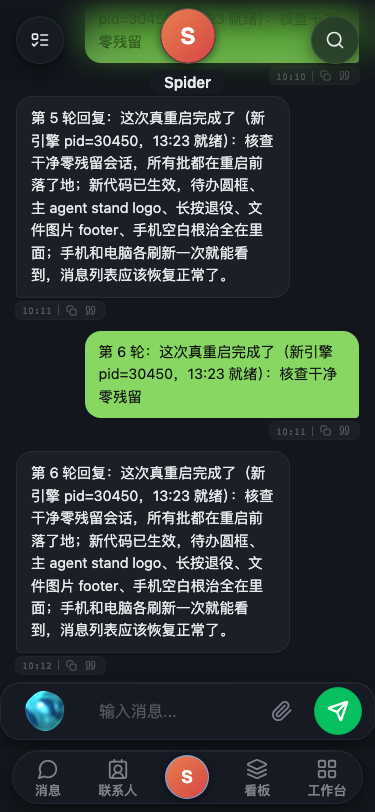 零残留
S
10:10
Spider
第 5 轮回复：这次真重启完成了（新
引擎 pid=30450，13:23 就绪）：核查
干净零残留会话，所有批都在重启前
落了地；新代码已生效，待办圆框、
主 agent stand logo、长按退役、文
件图片 footer、手机空白根治全在里
面；手机和电脑各刷新一次就能看
到，消息列表应该恢复正常了。
10:11
第 6 轮：这次真重启完成了（新引擎
pid=30450，13:23 就绪）：核查干净
零残留
10:11
第 6 轮回复：这次真重启完成了（新
引擎 pid=30450，13:23 就绪）：核查
干净零残留会话，所有批都在重启前
落了地；新代码已生效，待办圆框、
主 agent stand logo、长按退役、文
件图片 footer、手机空白根治全在里
面；手机和电脑各刷新一次就能看
到，消息列表应该恢复正常了。
10:12
输入消息...
消息
联系人
S
看板
工作台